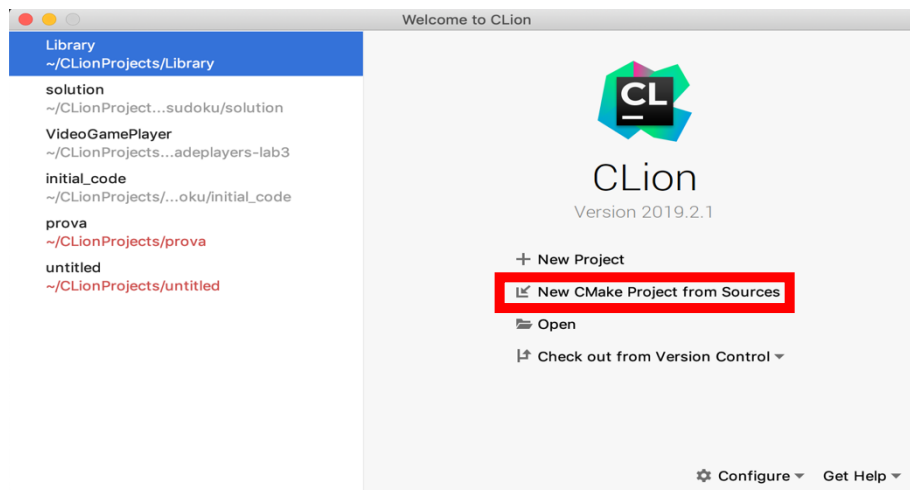 Welcome to CLion
Library
~/CLionProjects/Library
solution
~/CLionProject...sudoku/solution
VideoGamePlayer
~/CLionProjects...adeplayers-lab3
initial_code
~/CLionProjects/...oku/initial_code
prova
~/CLionProjects/prova
untitled
~/CLionProjects/untitled
CL
CLion
Version 2019.2.1
New Project
New CMake Project from Sources
Open
Check out from Version Control
Configure
Get Help